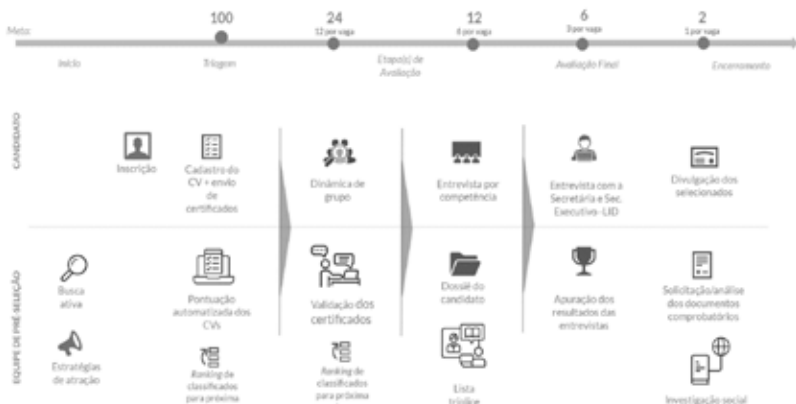 100
24
12
6
2
Meta:
12 por vaga
6 por vaga
3 por vaga
1 por vaga
Início
Triagem
Etapa(s) de
Avaliação
Avaliação Final
Encerramento
CANDIDATO
Inscrição
Cadastro do
CV + envio
de
certificados
Dinâmica de
grupo
Entrevista por
competência
Entrevista com a
Secretária e Sec.
Executivo - LID
Divulgação dos
selecionados
EQUIPE DE PRÉ-SELEÇÃO
Busca
ativa
Estratégias
de atração
Pontuação
automatizada dos
CVs
Ranking de
classificados
para próxima
Validação dos
certificados
Ranking de
classificados
para próxima
Dossiê do
candidato
Lista
tríplice
Apuração dos
resultados das
entrevistas
Solicitação/análise
dos documentos
comprobatórios
Investigação social